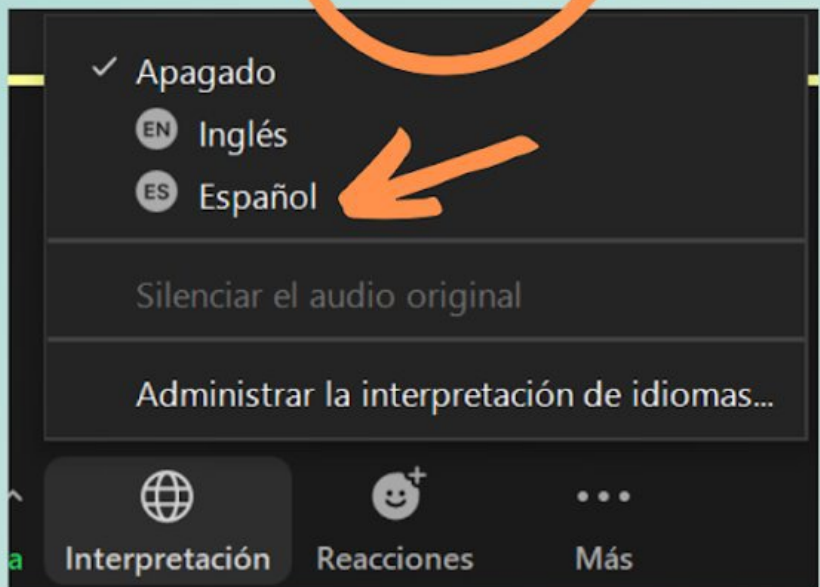 Apagado
EN Inglés
ES Español
Silenciar el audio original
Administrar la interpretación de idiomas...
a Interpretación Reacciones Más